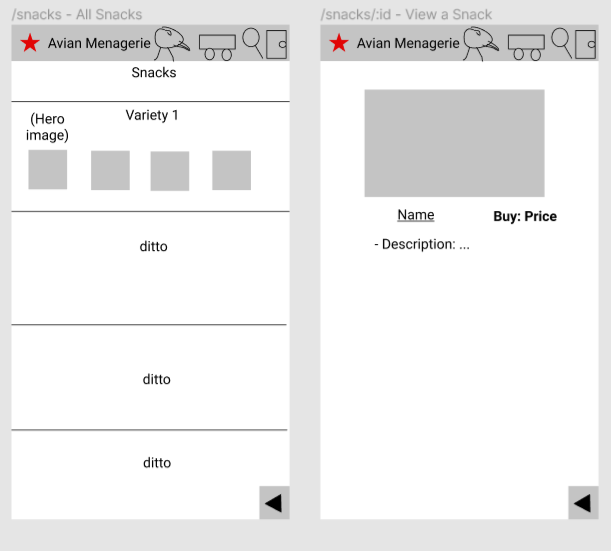 /snacks - All Snacks
Avian Menagerie
Snacks
Variety 1
(Hero
image)
ditto
ditto
ditto
/snacks/:id - View a Snack
Avian Menagerie
Name
Buy: Price
- Description: ...